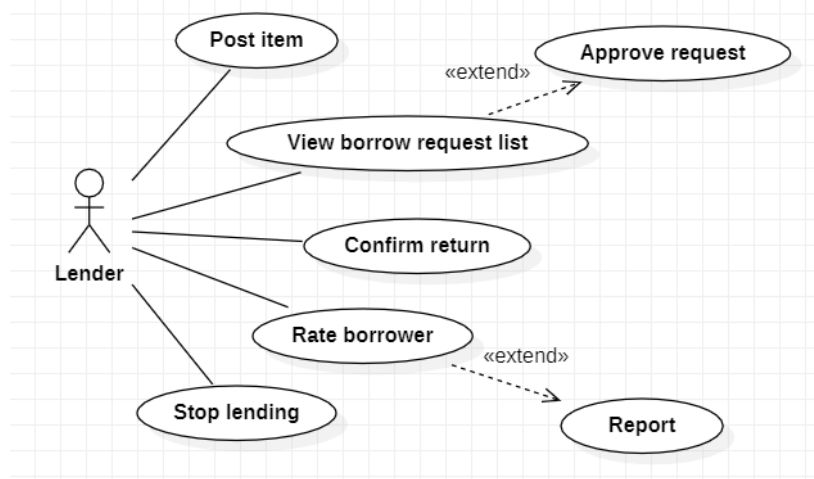 Post item
Approve request
«extend»
View borrow request list
Confirm return
Lender
Rate borrower
«extend»
Stop lending
Report